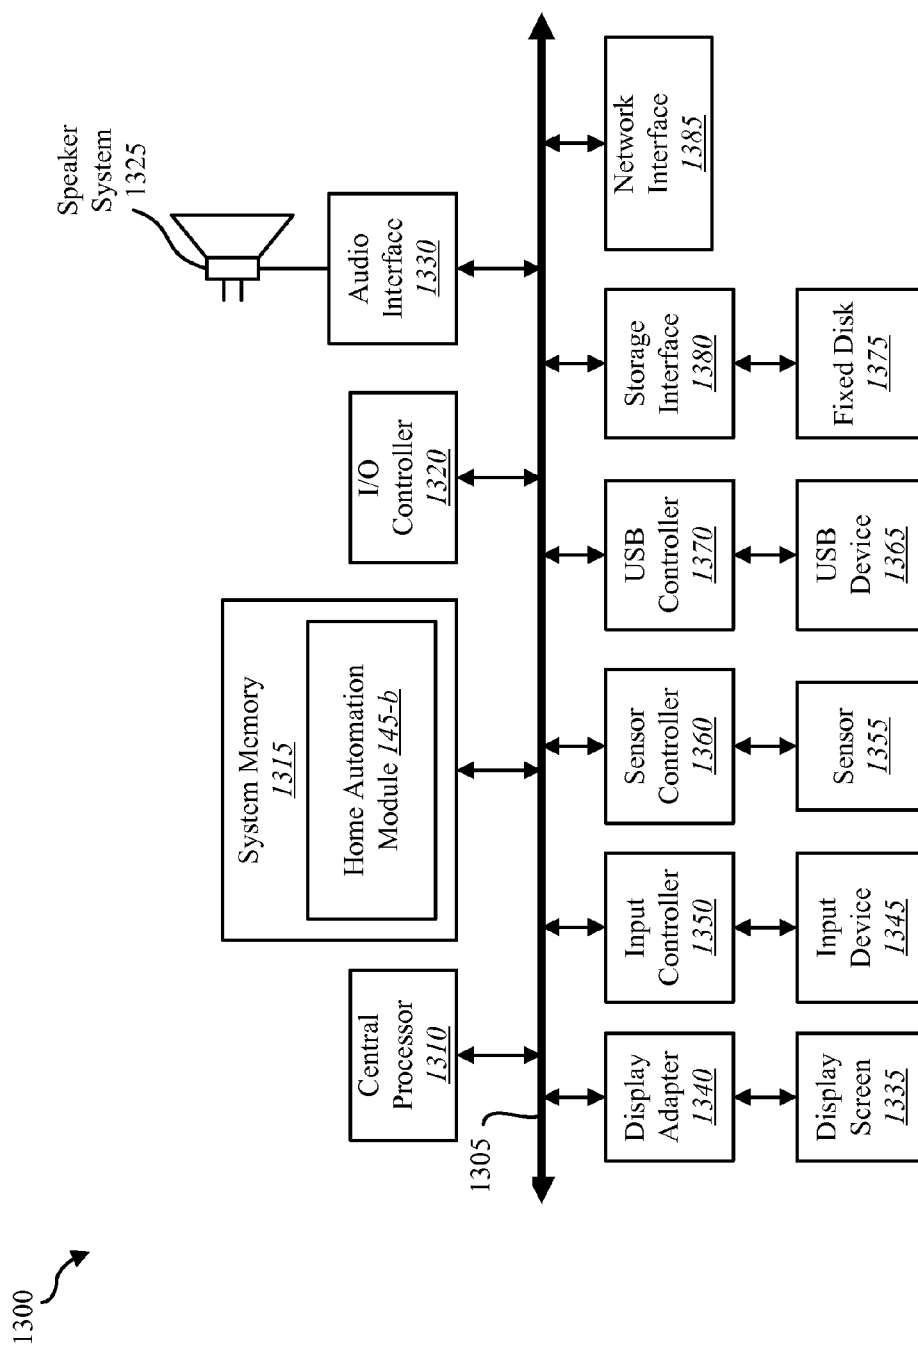 1300
Speaker
System
1325
Central
Processor
1310
System Memory
1315
Home Automation
Module 145-b
I/O
Controller
1320
Audio
Interface
1330
1305
Display
Adapter
1340
Input
Controller
1350
Sensor
Controller
1360
USB
Controller
1370
Storage
Interface
1380
Network
Interface
1385
Display
Screen
1335
Input
Device
1345
Sensor
1355
USB
Device
1365
Fixed Disk
1375